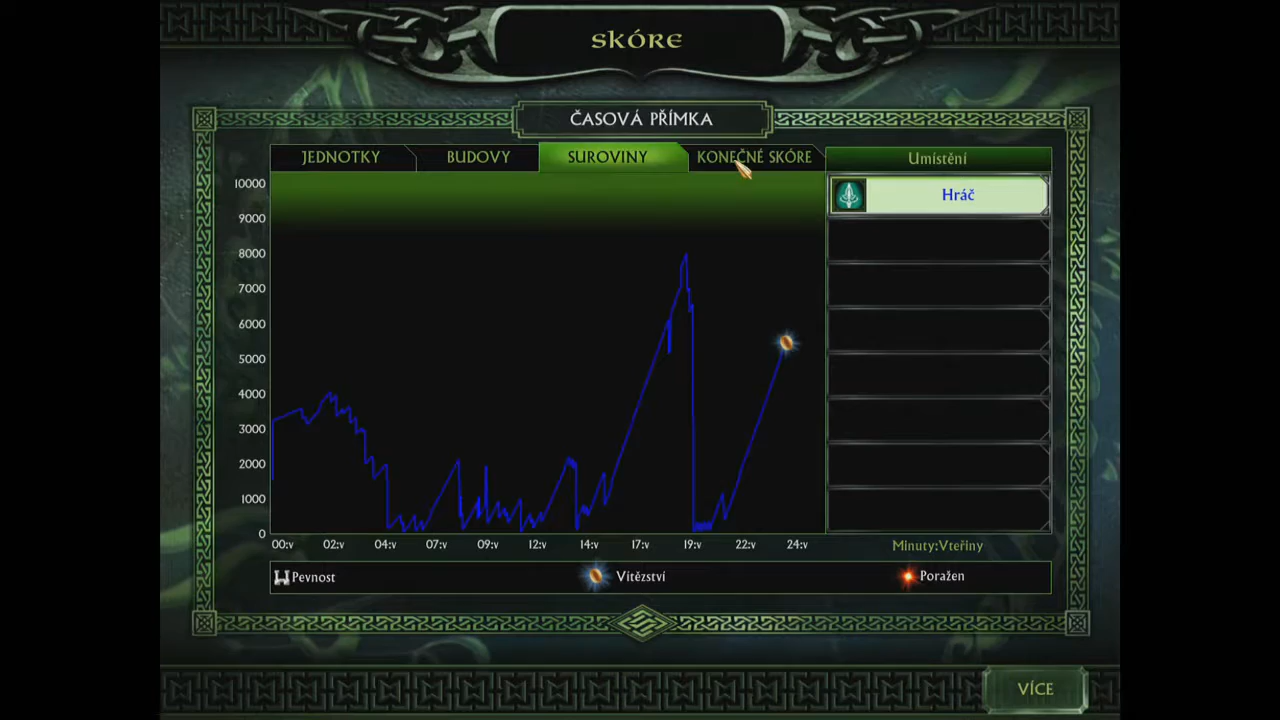 SKÓRE
ČASOVÁ PŘÍMKA
JEDNOTKY BUDOVY SUROVINY KONEČNÉ SKÓRE Umístění
10000
9000
8000
7000
6000
5000
4000
3000
2000
1000
0
Hráč
00:v 02:v 04:v 07:v 09:v 12:v 14:v 17:v 19:v 22:v 24:v Minuty:Vteřiny
Pevnost Vítězství Poražen
VÍCE